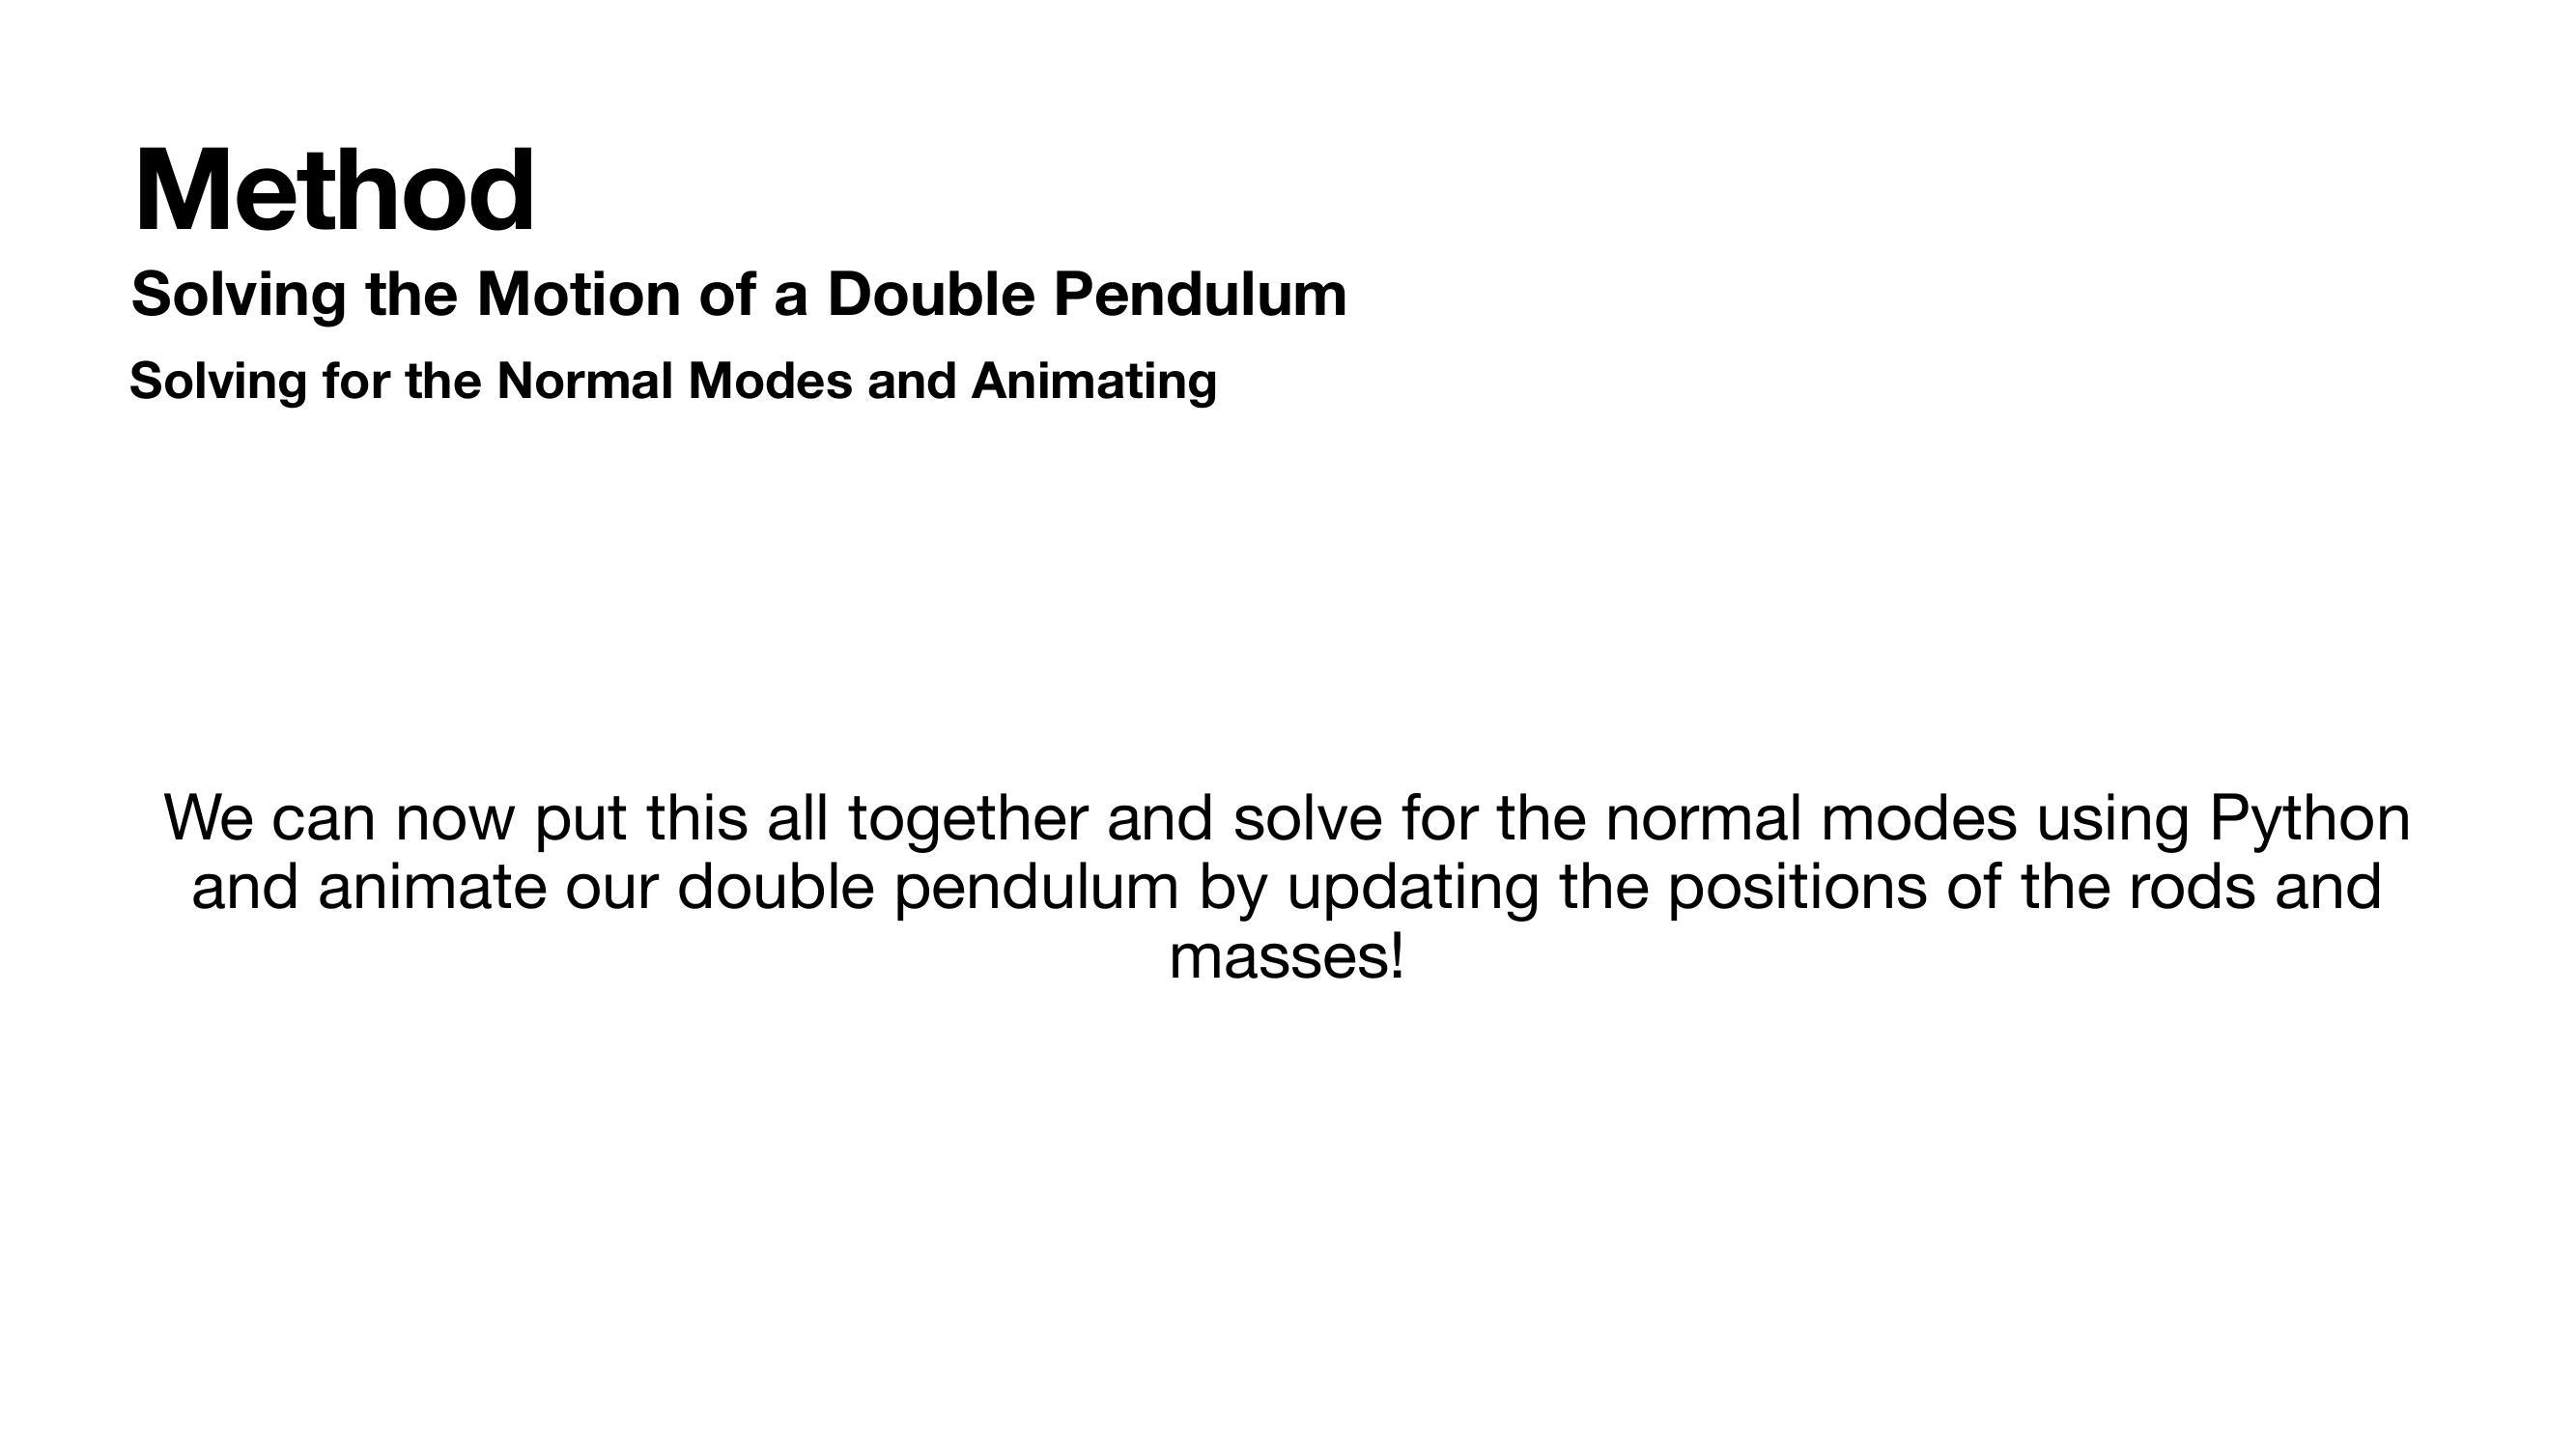 Method
Solving the Motion of a Double Pendulum
Solving for the Normal Modes and Animating
We can now put this all together and solve for the normal modes using Python
and animate our double pendulum by updating the positions of the rods and
masses!